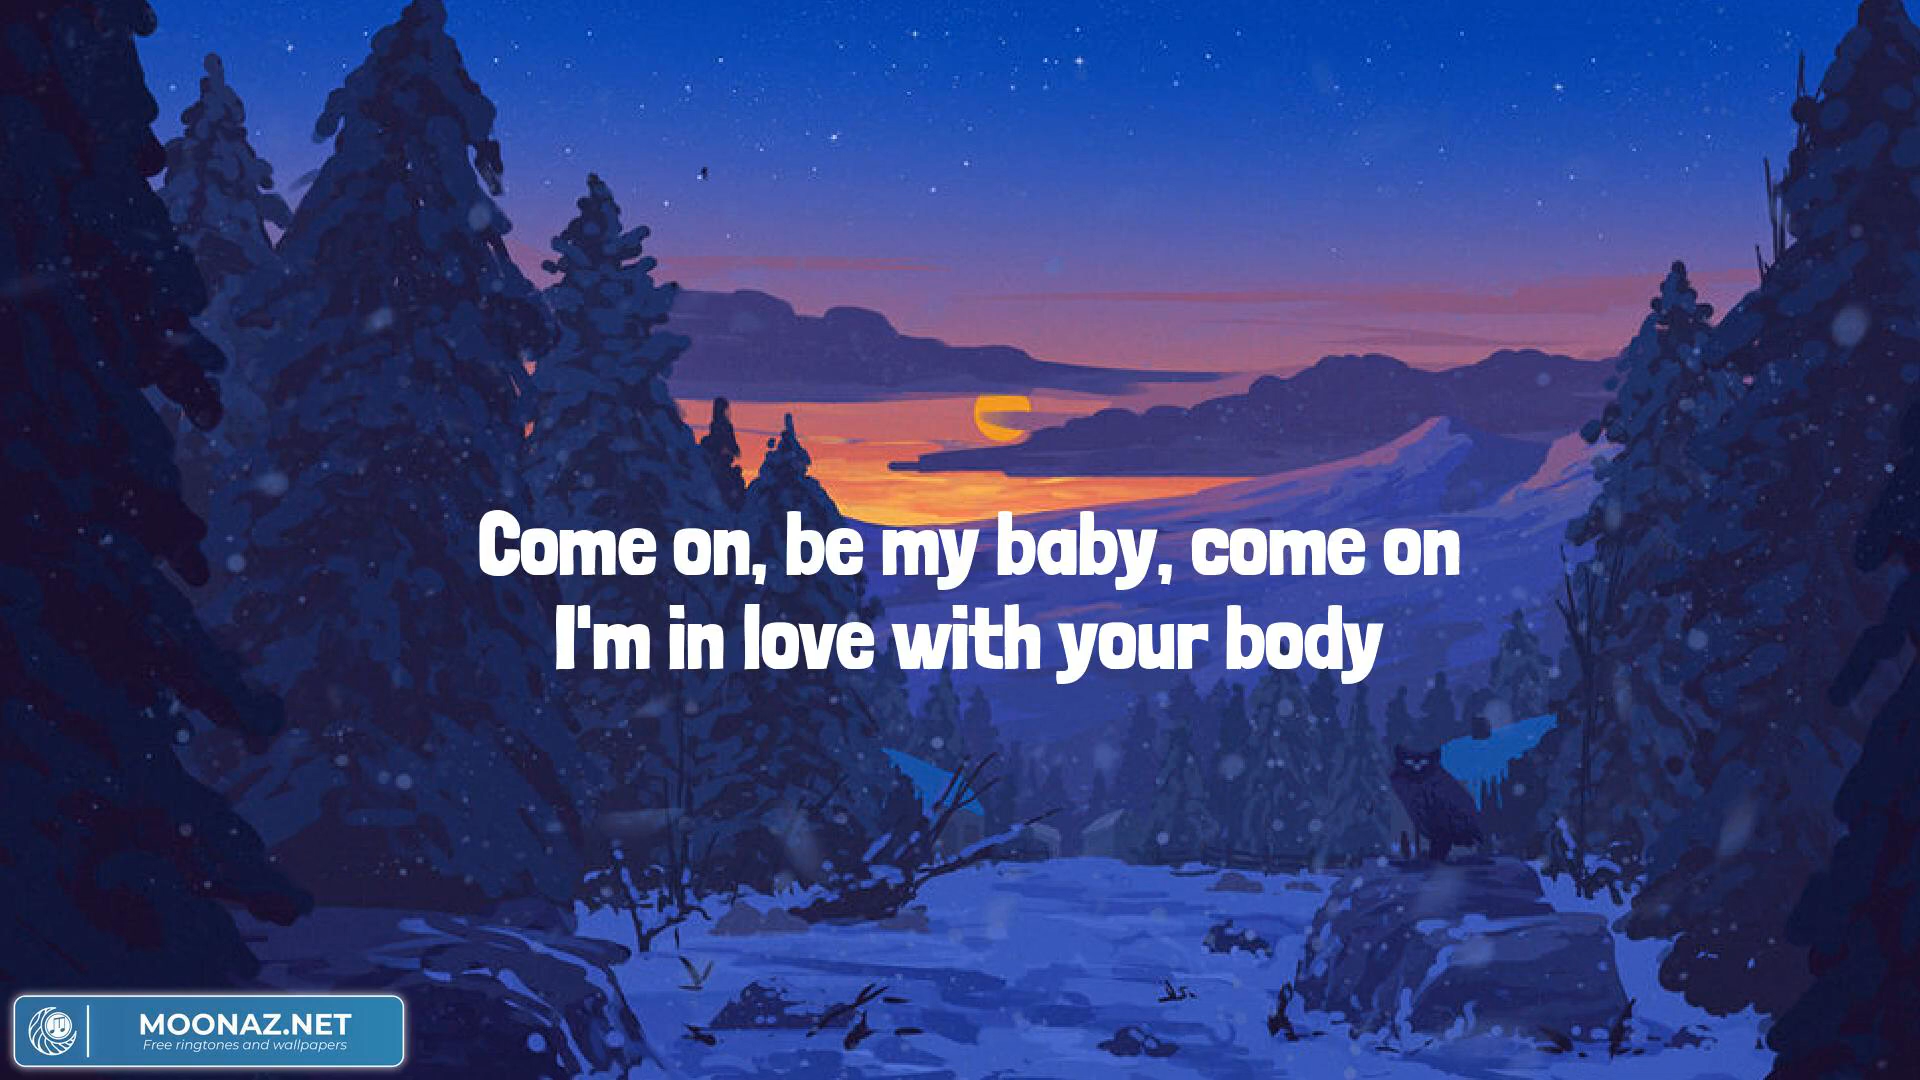 Come on, be my baby, come on
I'm in love with your body
MOONAZ.NET
Free ringtones and wallpapers